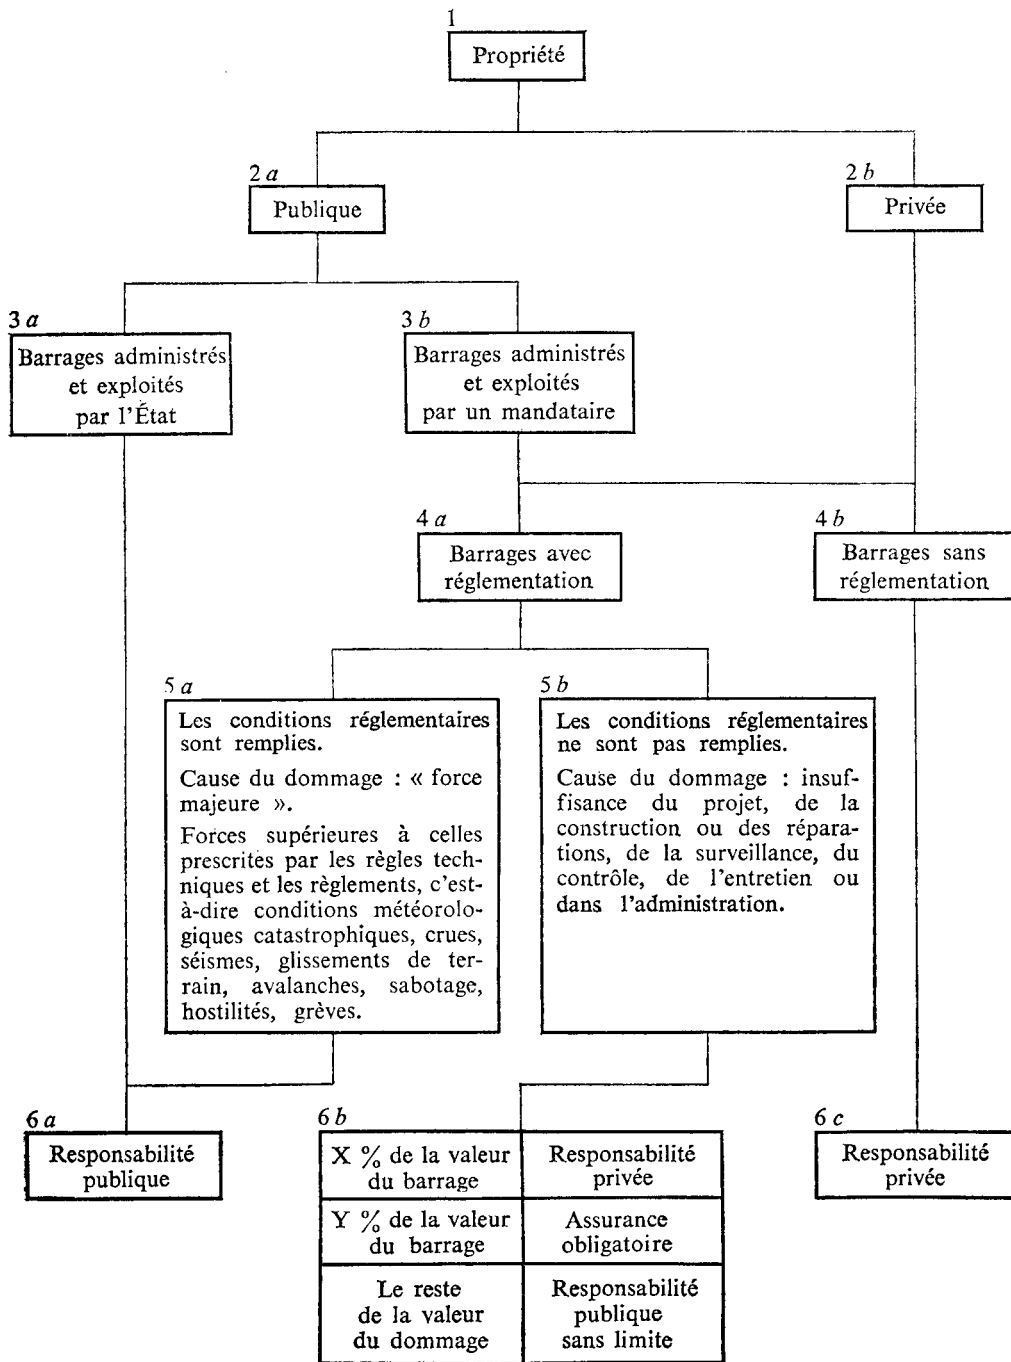 1
Propriété
2 a
Publique
2 b
Privée
3 a
Barrages administrés
et exploités
par l'État
3 b
Barrages administrés
et exploités
par un mandataire
4 a
Barrages avec
réglementation
4 b
Barrages sans
réglementation
5 a
Les conditions réglementaires
sont remplies.
Cause du dommage : « force
majeure ».
Forces supérieures à celles
prescrites par les règles tech-
niques et les règlements, c'est-
à-dire conditions météorolo-
giques catastrophiques, crues,
séismes, glissements de ter-
rain, avalanches, sabotage,
hostilités, grèves.
5 b
Les conditions réglementaires
ne sont pas remplies.
Cause du dommage : insuf-
fisance du projet, de la
construction ou des répara-
tions, de la surveillance, du
contrôle, de l'entretien ou
dans l'administration.
6 a
Responsabilité
publique
6 b
X % de la valeur
du barrage
Responsabilité
privée
Y % de la valeur
du barrage
Assurance
obligatoire
Le reste
de la valeur
du dommage
Responsabilité
publique
sans limite
6 c
Responsabilité
privée